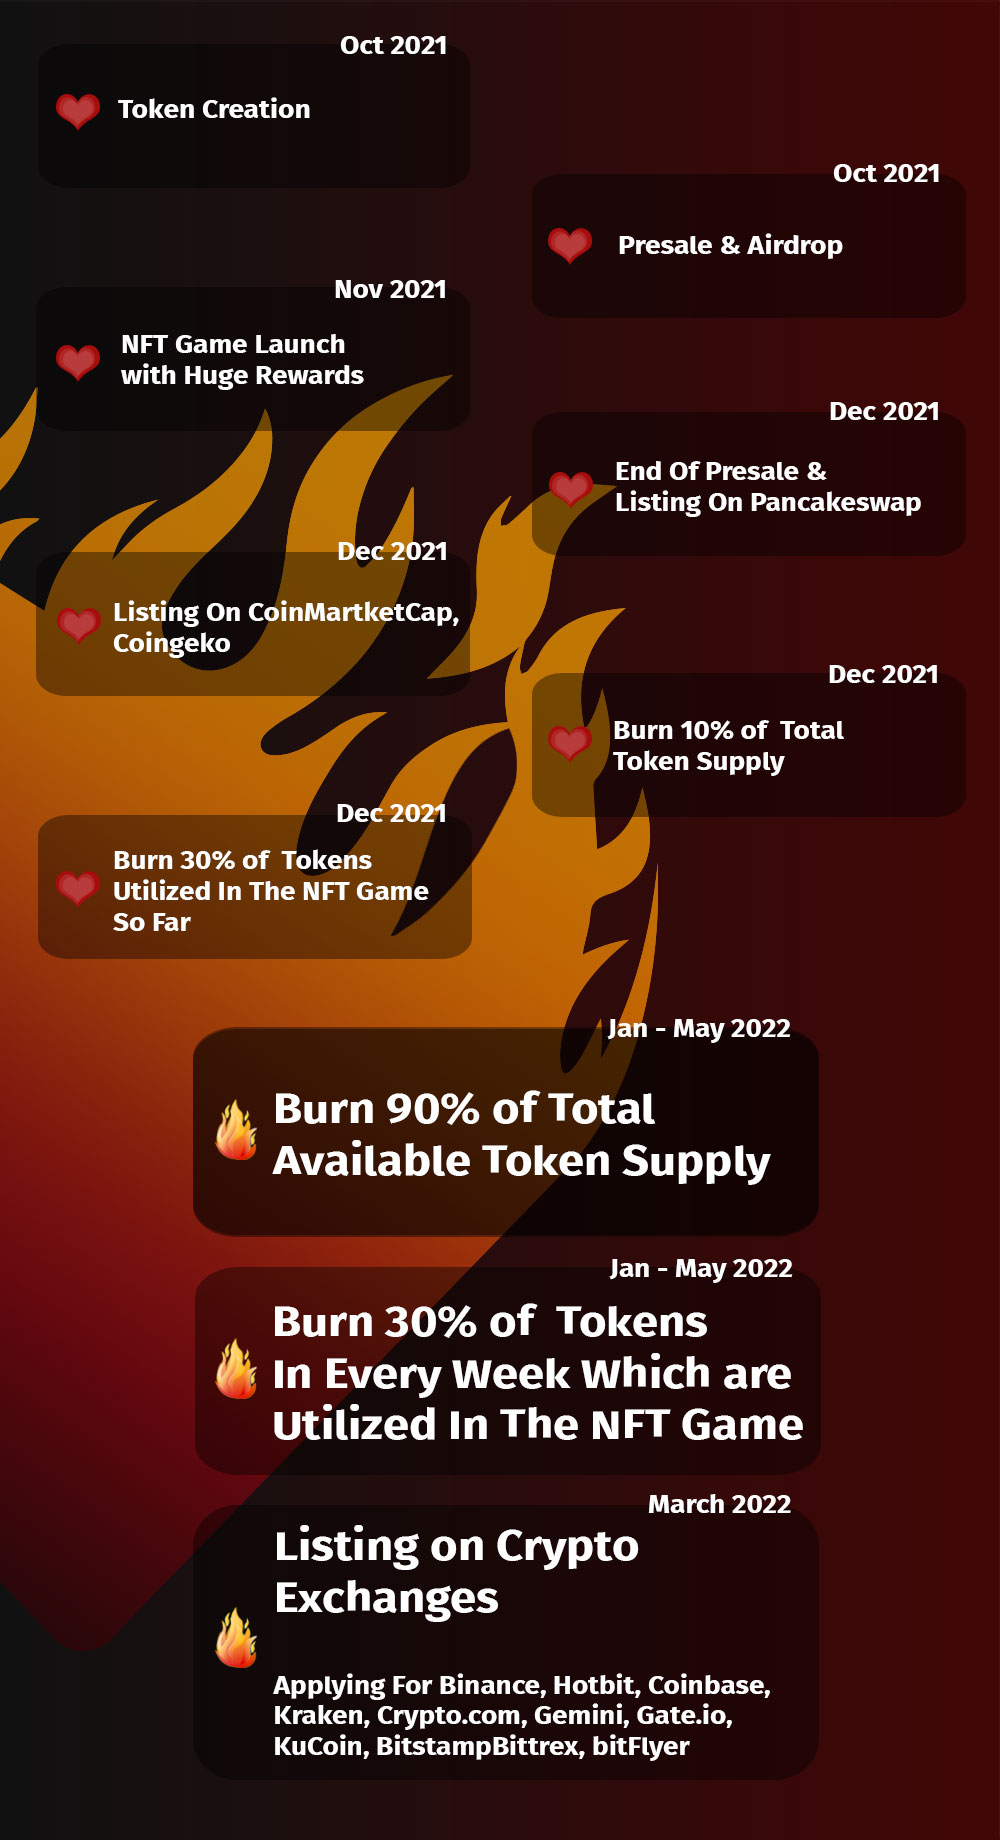 Oct 2021
Token Creation
Oct 2021
Presale & Airdrop
Nov 2021
NFT Game Launch
with Huge Rewards
Dec 2021
End Of Presale &
Listing On Pancakeswap
Dec 2021
Listing On CoinMartketCap,
Coingeko
Dec 2021
Burn 10% of Total
Token Supply
Dec 2021
Burn 30% of Tokens
Utilized In The NFT Game
So Far
Jan - May 2022
Burn 90% of Total
Available Token Supply
Jan - May 2022
Burn 30% of Tokens
In Every Week Which are
Utilized In The NFT Game
March 2022
Listing on Crypto
Exchanges
Applying For Binance, Hotbit, Coinbase,
Kraken, Crypto.com, Gemini, Gate.io,
KuCoin, BitstampBittrex, bitFlyer